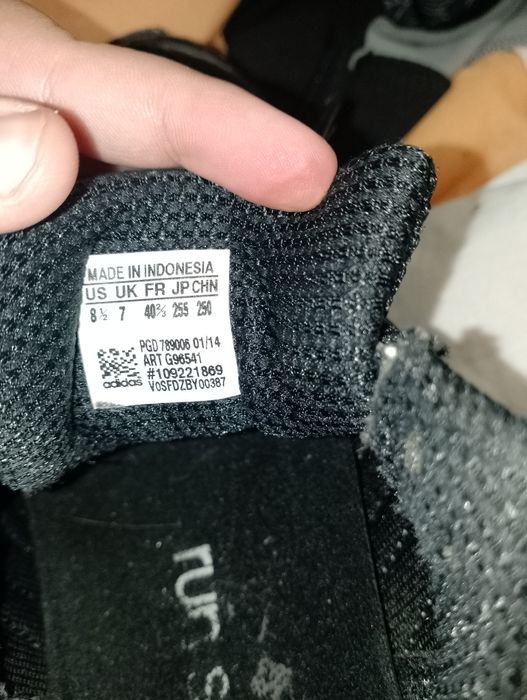 MADE IN INDONESIA
US UK FR JP CHN
8½ 7 40⅔ 255 250
PGD 789006 01/14
ART G96541
#109221869
adidas V0SFDZBY00387
run